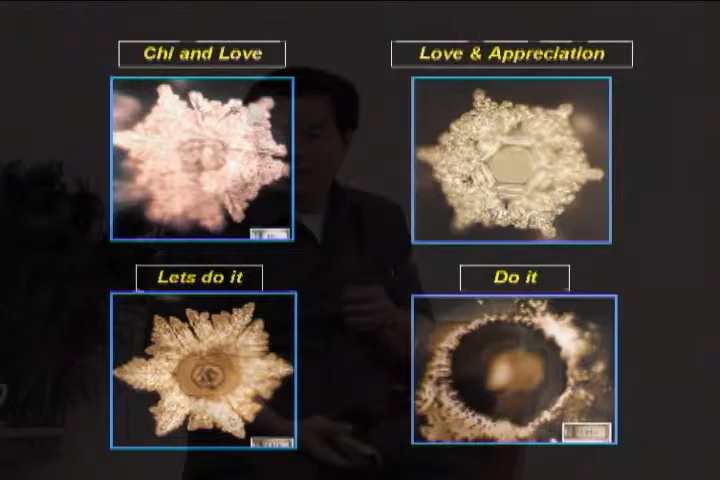 Chi and Love
Love & Appreciation
Lets do it
Do it